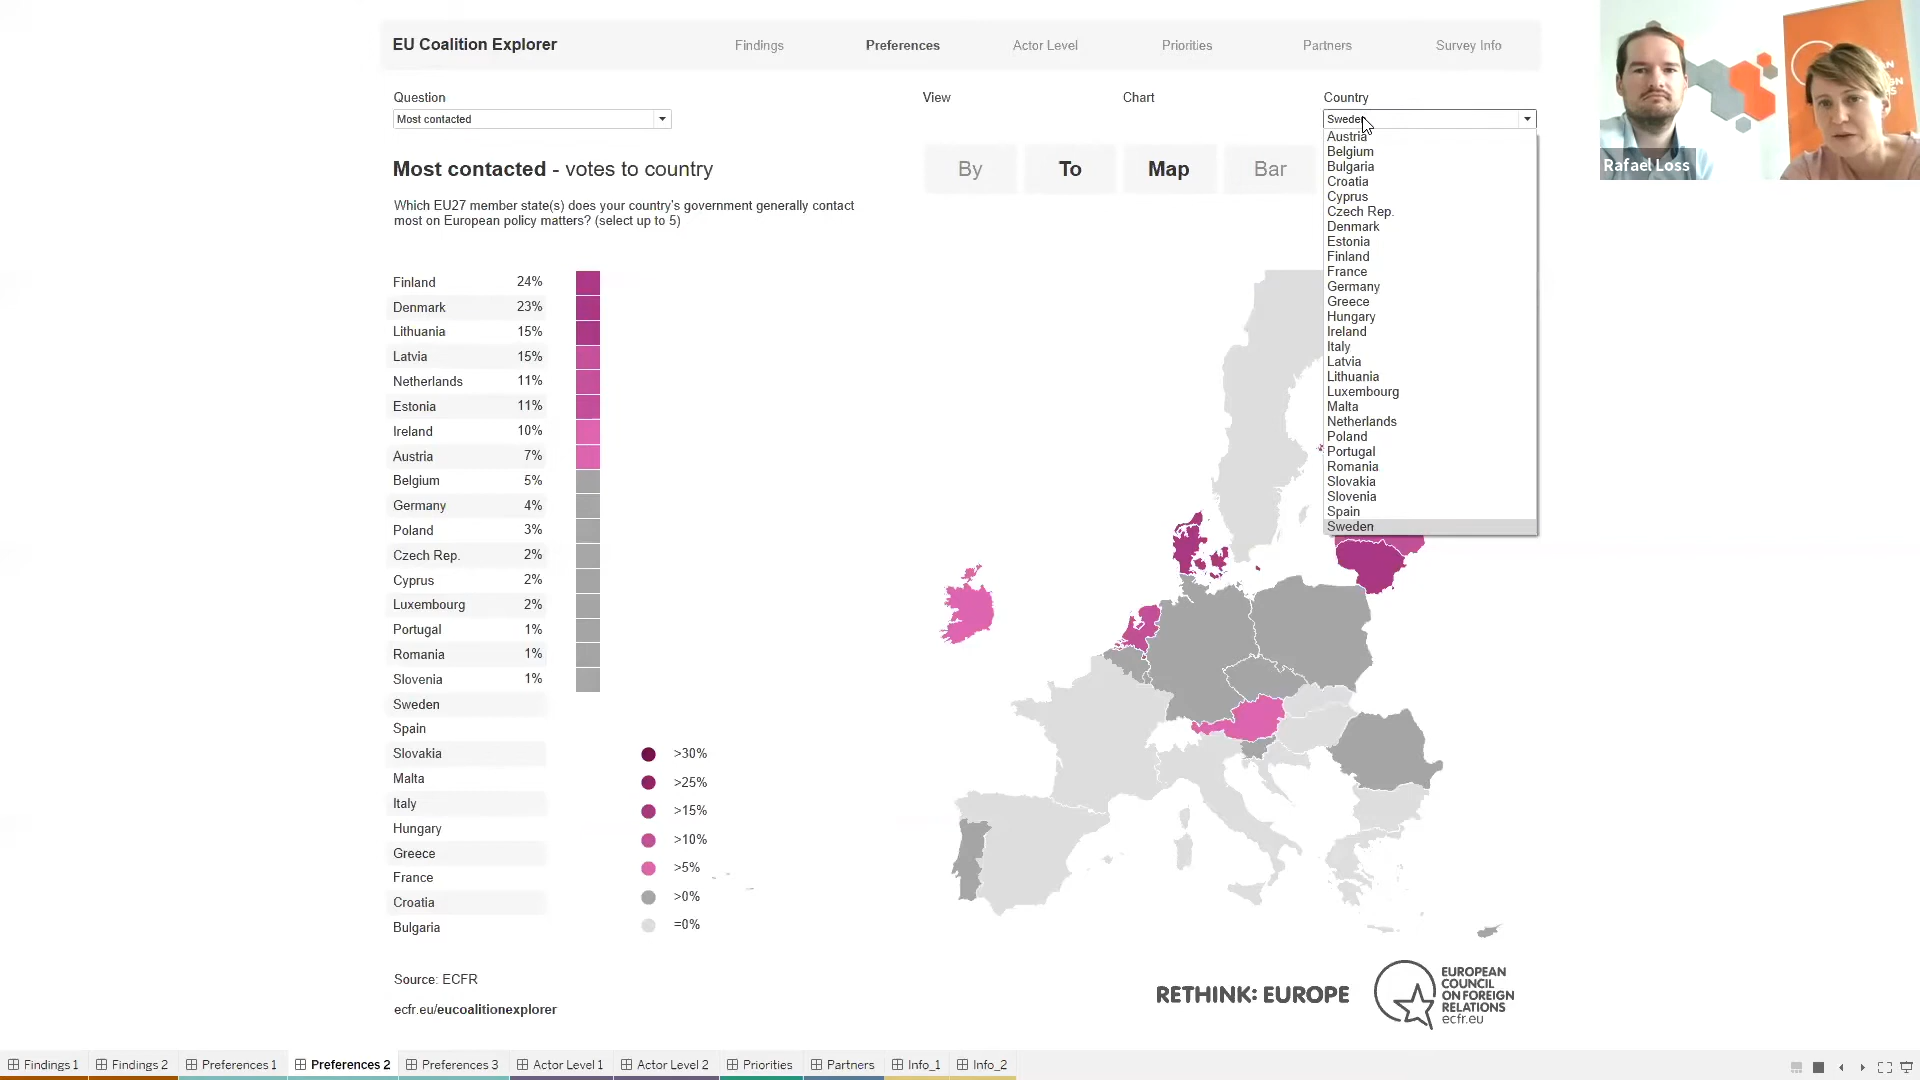 EU Coalition Explorer
Findings
Preferences
Actor Level
Priorities
Partners
Survey Info
Question
View
Chart
Country
Most contacted
Sweden
Most contacted - votes to country
By
To
Map
Bar
Which EU27 member state(s) does your country's government generally contact
most on European policy matters? (select up to 5)
Austria
Belgium
Bulgaria
Croatia
Cyprus
Czech Rep.
Denmark
Estonia
Finland
France
Germany
Greece
Hungary
Ireland
Italy
Latvia
Lithuania
Luxembourg
Malta
Netherlands
Poland
Portugal
Romania
Slovakia
Slovenia
Spain
Sweden
Finland 24%
Denmark 23%
Lithuania 15%
Latvia 15%
Netherlands 11%
Estonia 11%
Ireland 10%
Austria 7%
Belgium 5%
Germany 4%
Poland 3%
Czech Rep. 2%
Cyprus 2%
Luxembourg 2%
Portugal 1%
Romania 1%
Slovenia 1%
Sweden
Spain
Slovakia
Malta
Italy
Hungary
Greece
France
Croatia
Bulgaria
>30%
>25%
>15%
>10%
>5%
>0%
=0%
Source: ECFR
ecfr.eu/eucoalitionexplorer
RETHINK: EUROPE
EUROPEAN
COUNCIL
ON FOREIGN
RELATIONS
ecfr.eu
Rafael Loss
Findings 1
Findings 2
Preferences 1
Preferences 2
Preferences 3
Actor Level 1
Actor Level 2
Priorities
Partners
Info_1
Info_2